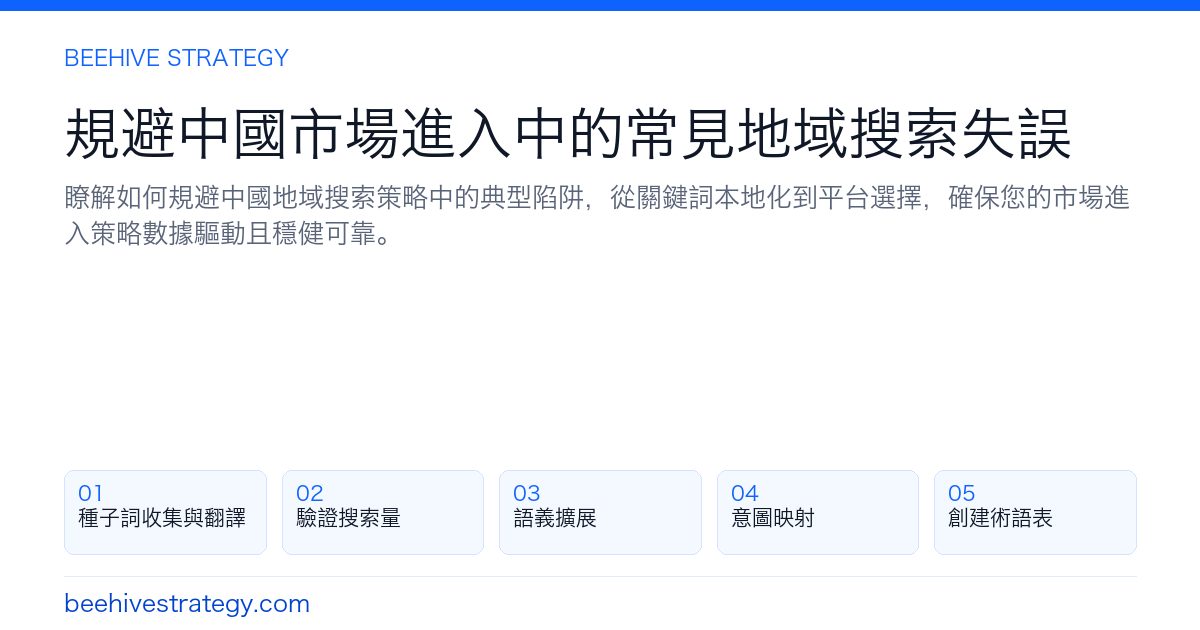 BEEHIVE STRATEGY
規避中國市場進入中的常見地域搜索失誤
瞭解如何規避中國地域搜索策略中的典型陷阱，從關鍵詞本地化到平台選擇，確保您的市場進
入策略數據驅動且穩健可靠。
01
種子詞收集與翻譯
02
驗證搜索量
03
語義擴展
04
意圖映射
05
創建術語表
beehivestrategy.com